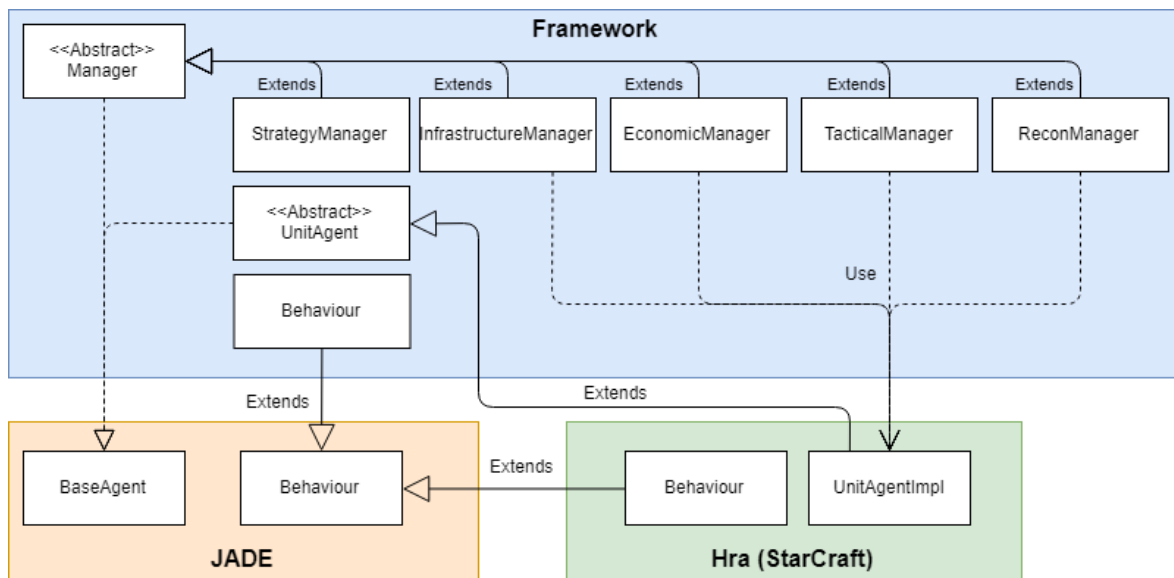 Framework
<<Abstract>>
Manager
Extends
Extends
Extends
Extends
Extends
StrategyManager
InfrastructureManager
EconomicManager
TacticalManager
ReconManager
<<Abstract>>
UnitAgent
Use
Behaviour
Extends
Extends
BaseAgent
Behaviour
Extends
Behaviour
UnitAgentImpl
JADE
Hra (StarCraft)